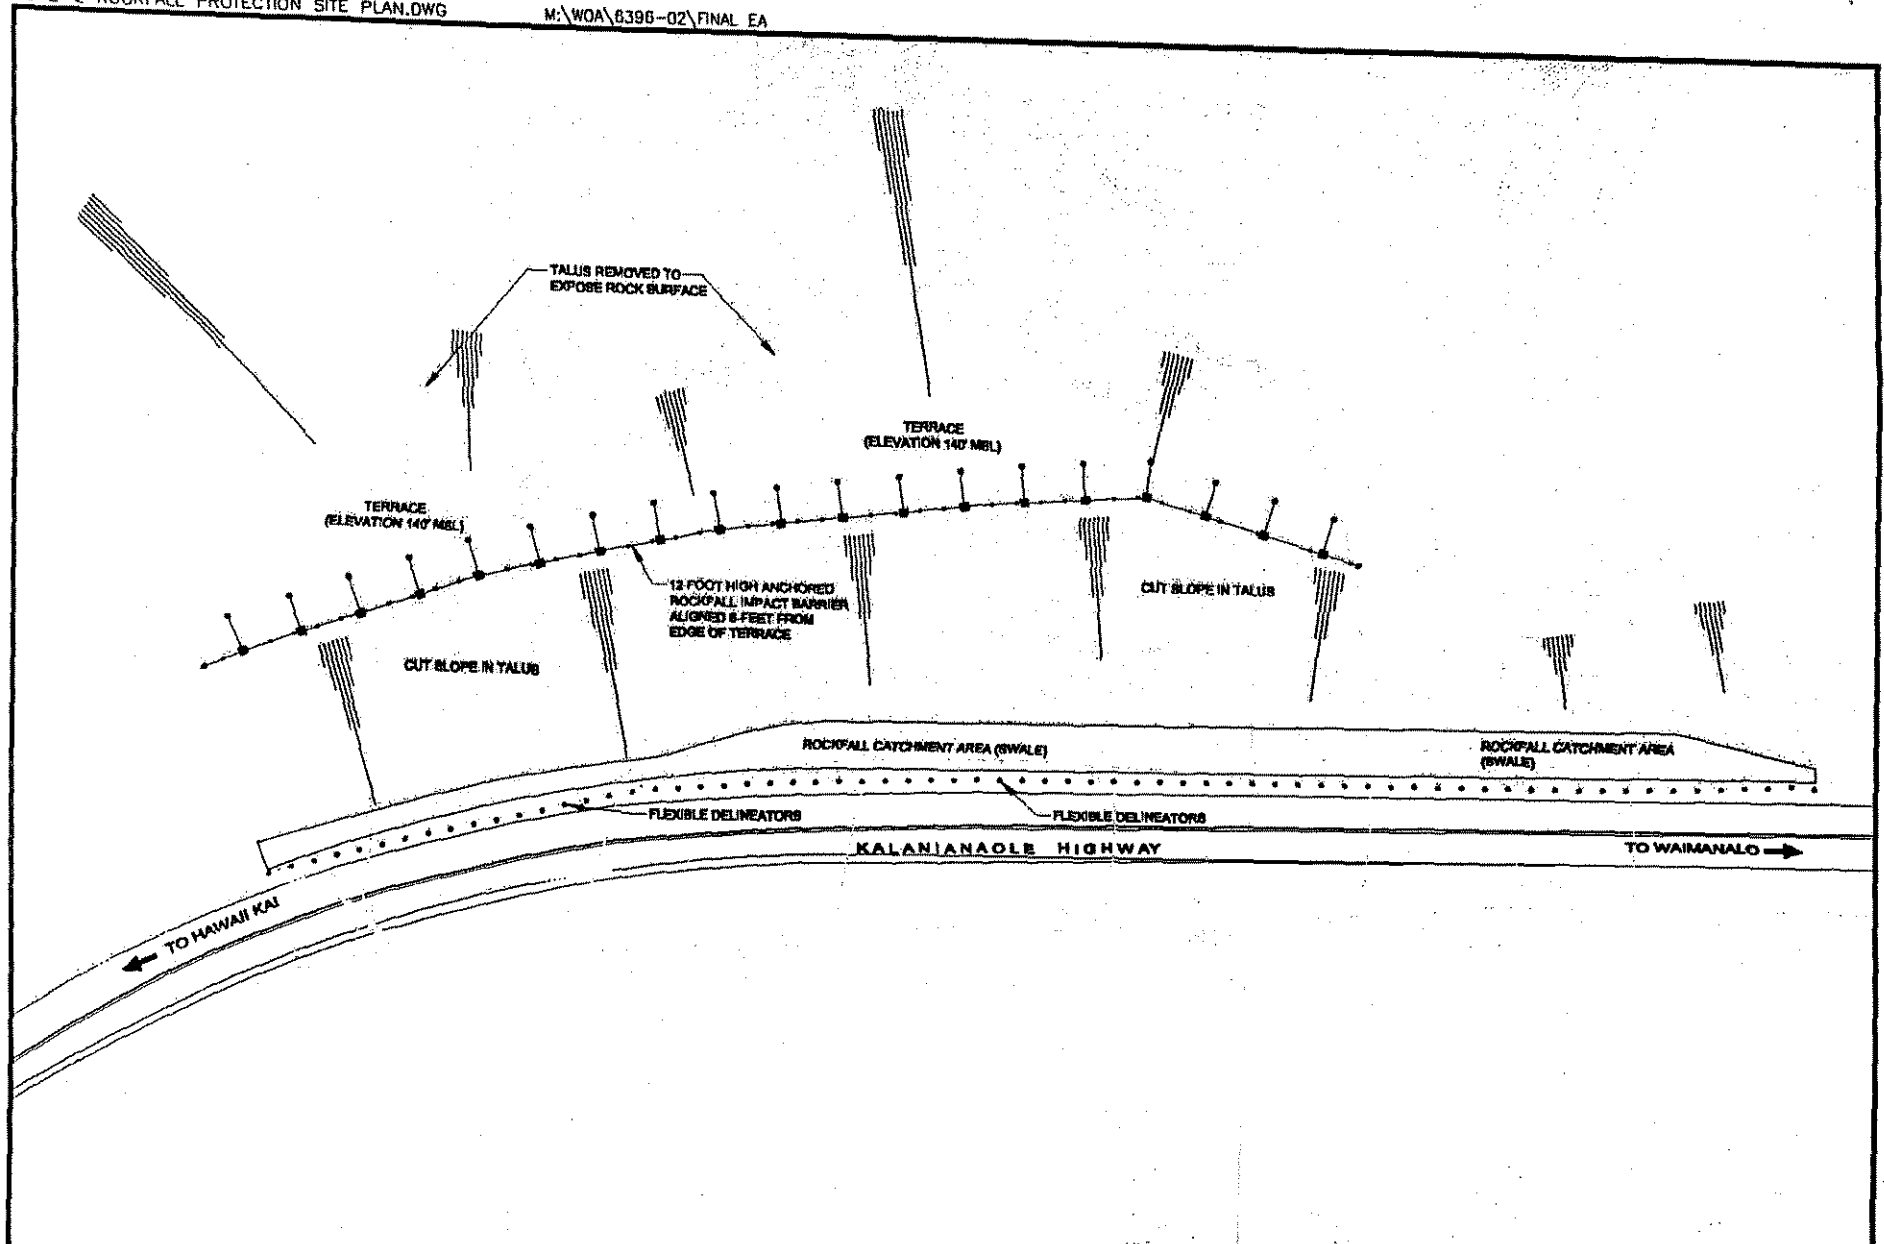 ROCKFALL PROTECTION SITE PLAN.DWG
M:\WOA\6396-02\FINAL EA
TALUS REMOVED TO
EXPOSE ROCK SURFACE
TERRACE
(ELEVATION 140' MSL)
TERRACE
(ELEVATION 140' MSL)
12-FOOT HIGH ANCHORED
ROCKFALL IMPACT BARRIER
ALIGNED 6-FEET FROM
EDGE OF TERRACE
CUT SLOPE IN TALUS
CUT SLOPE IN TALUS
ROCKFALL CATCHMENT AREA (SWALE)
ROCKFALL CATCHMENT AREA
(SWALE)
FLEXIBLE DELINEATORS
FLEXIBLE DELINEATORS
KALANIANAOLE HIGHWAY
TO WAIMANALO
TO HAWAII KAI